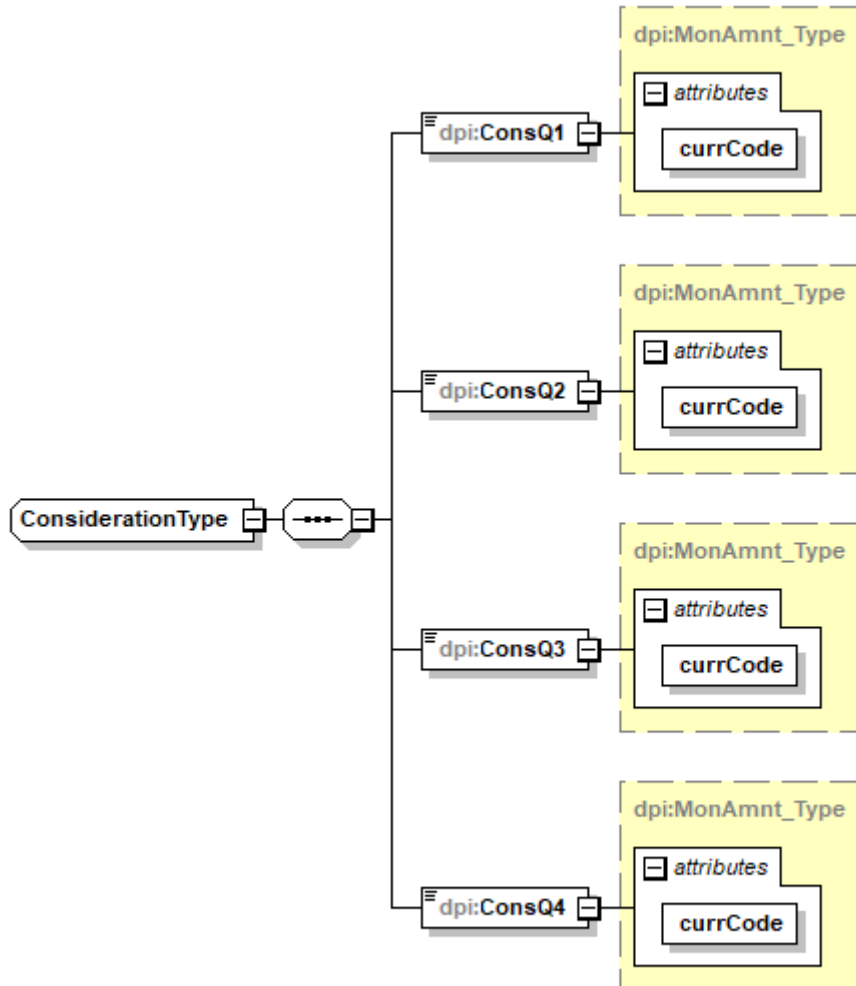 dpi:MonAmnt_Type
attributes
dpi:ConsQ1
currCode
dpi:MonAmnt_Type
attributes
dpi:ConsQ2
currCode
ConsiderationType
dpi:MonAmnt_Type
attributes
dpi:ConsQ3
currCode
dpi:MonAmnt_Type
attributes
dpi:ConsQ4
currCode